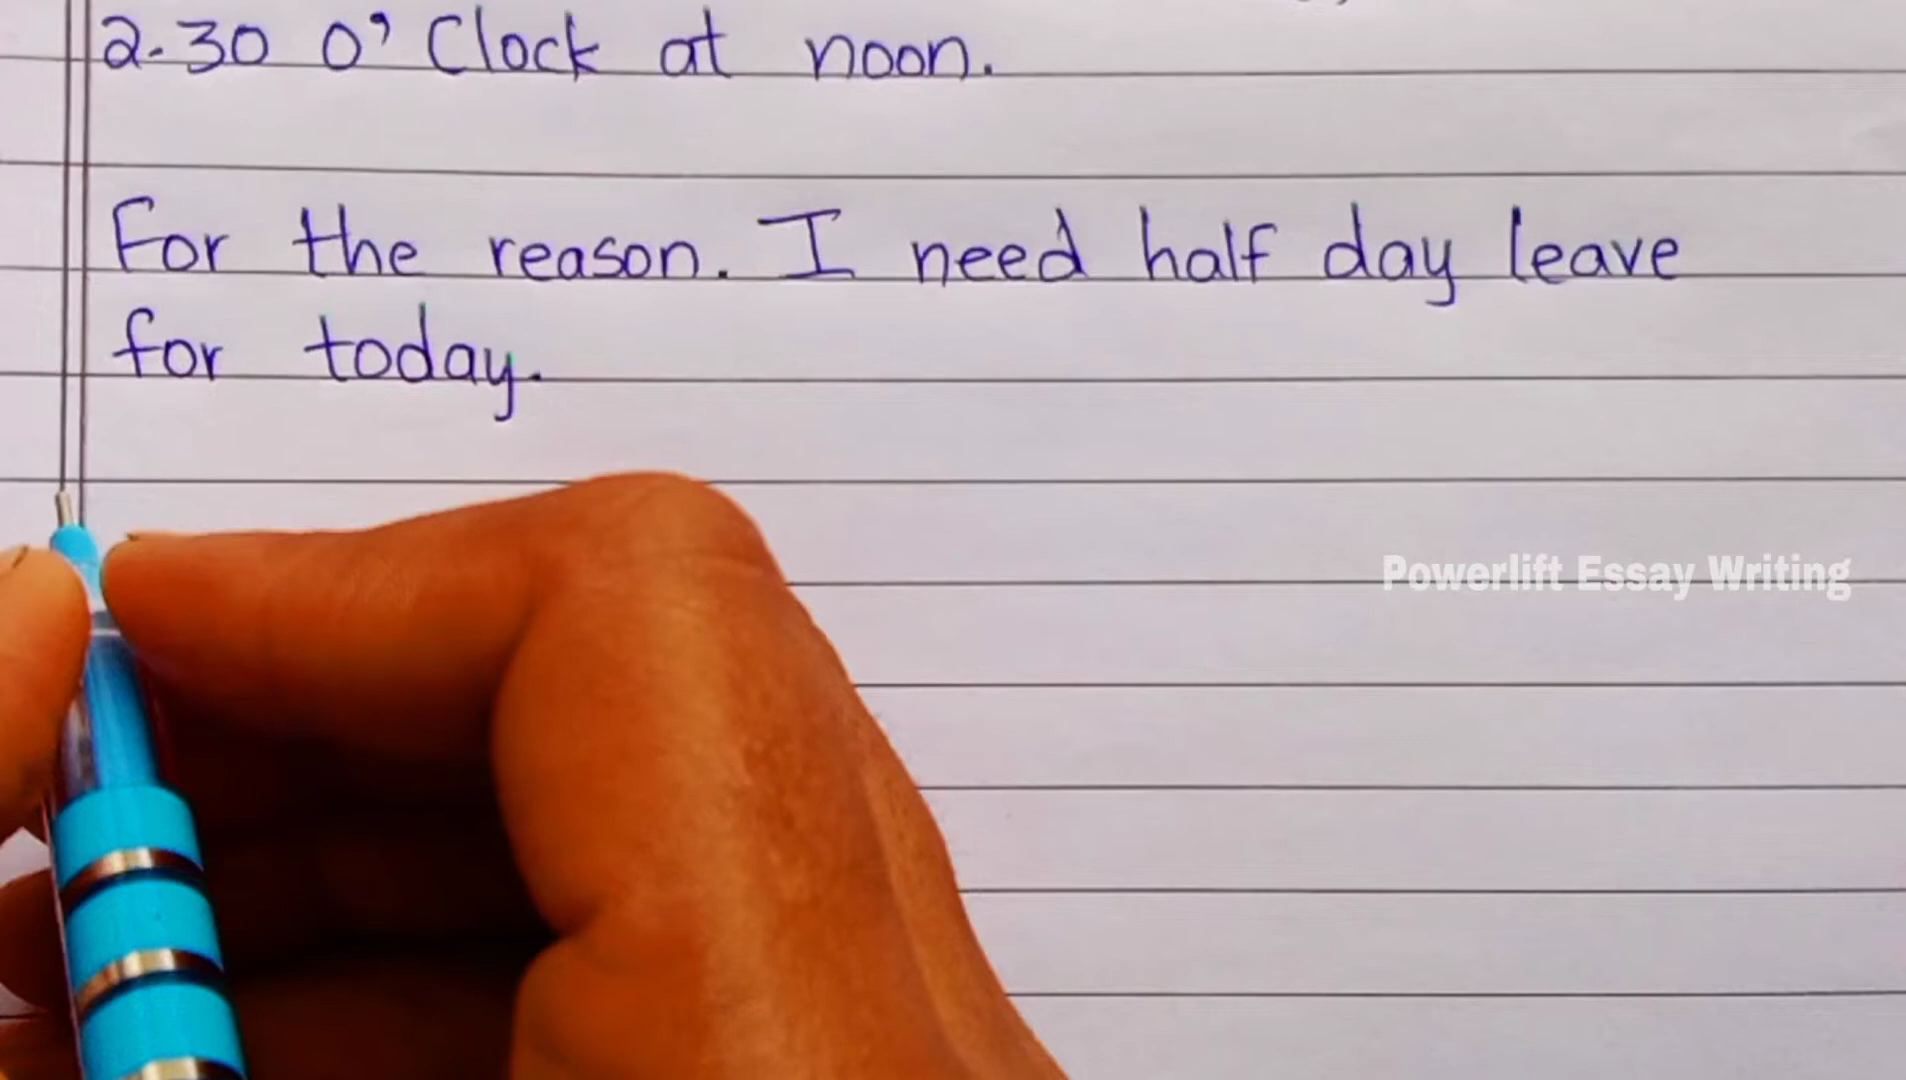 2.30 O' Clock at noon.
For the reason. I need half day leave
for today.
Powerlift Essay Writing